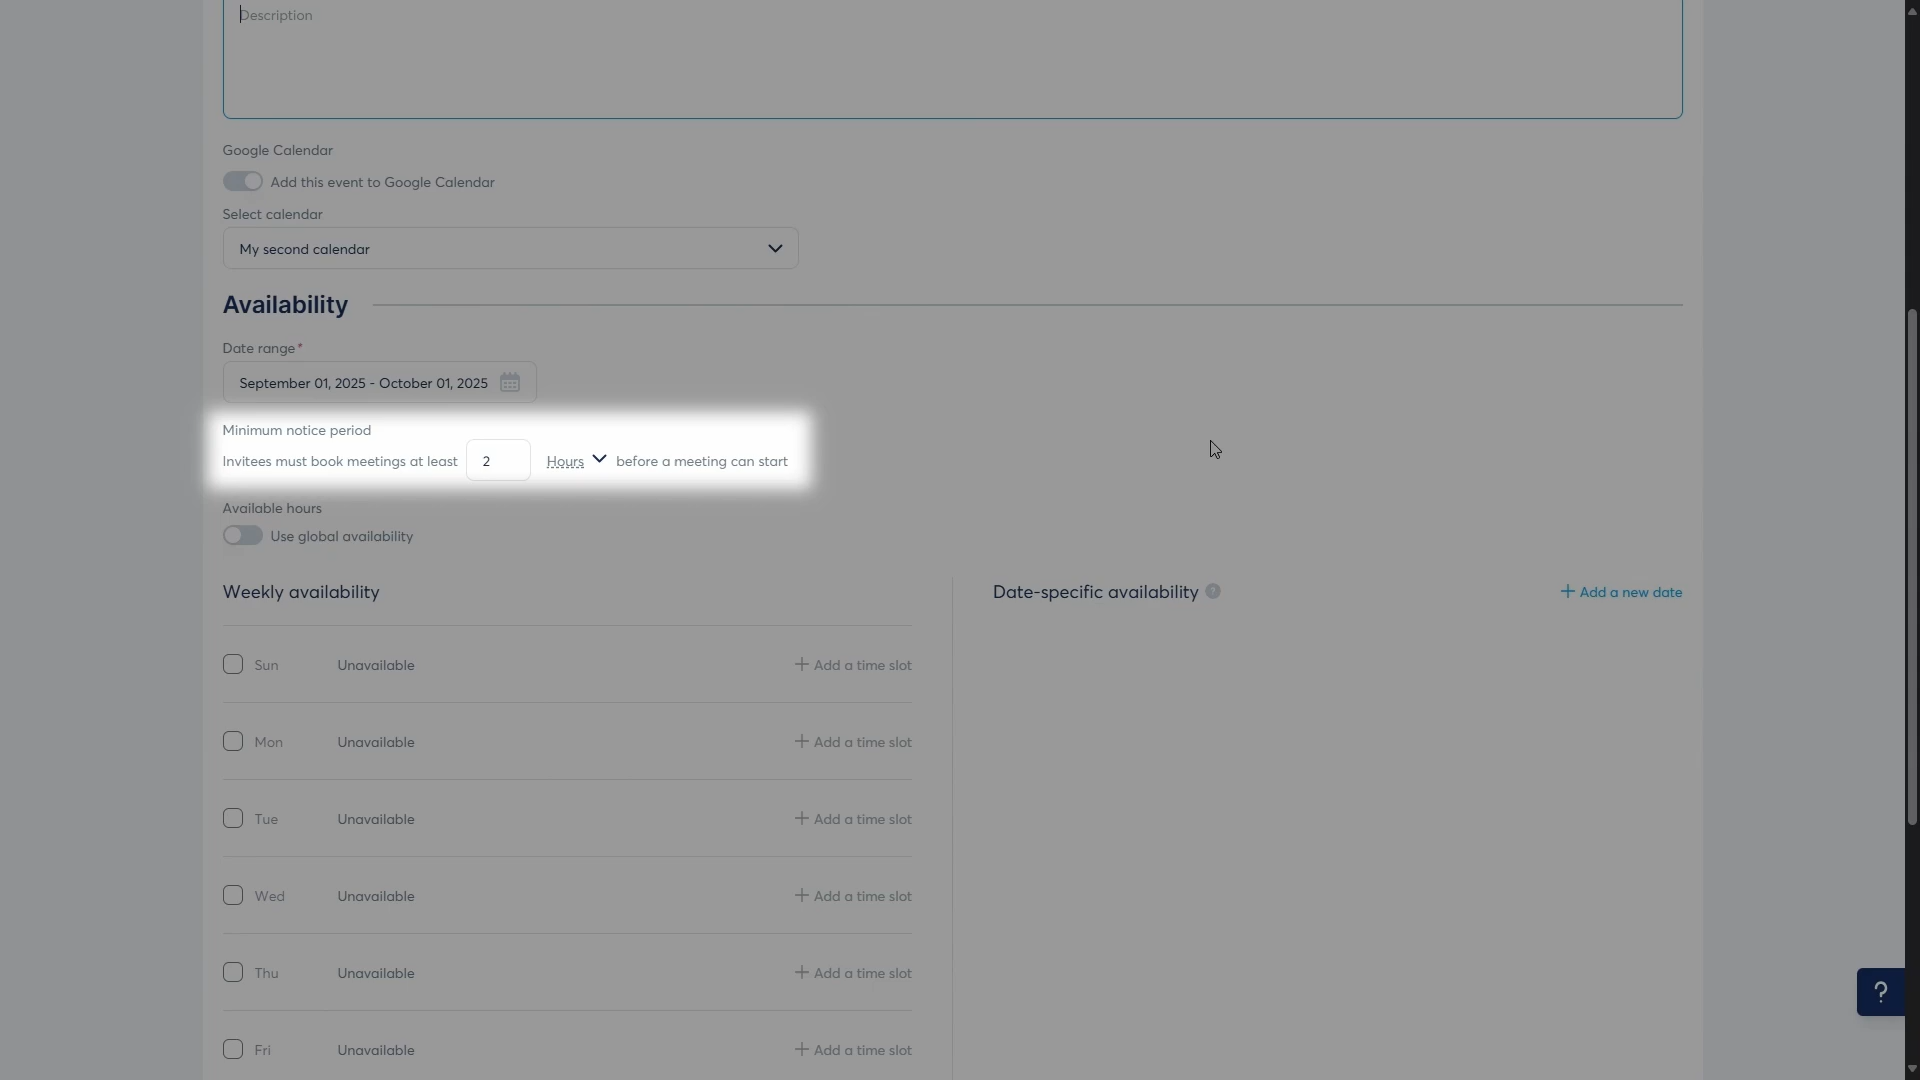 Description
Google Calendar
Add this event to Google Calendar
Select calendar
My second calendar
Availability
Date range*
September 01, 2025 - October 01, 2025
Minimum notice period
Invitees must book meetings at least 2 Hours before a meeting can start
Available hours
Use global availability
Weekly availability
Date-specific availability ?
+ Add a new date
Sun Unavailable + Add a time slot
Mon Unavailable + Add a time slot
Tue Unavailable + Add a time slot
Wed Unavailable + Add a time slot
Thu Unavailable + Add a time slot
?
Fri Unavailable + Add a time slot